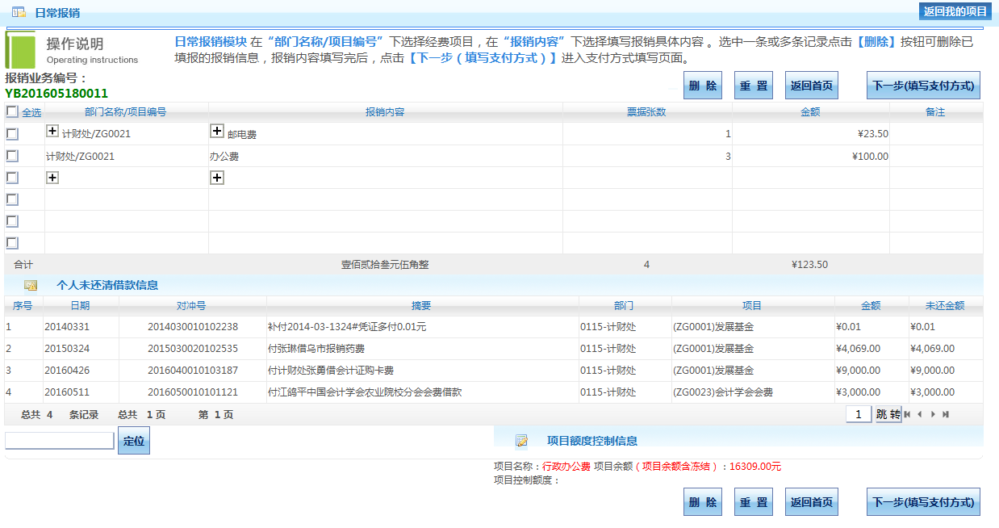 日常报销
返回我的项目
操作说明
Operating instructions
日常报销模块 在“部门名称/项目编号”下选择经费项目，在“报销内容”下选择填写报销具体内容 。选中一条或多条记录点击【删除】按钮可删除已
填报的报销信息，报销内容填写完后，点击【下一步（填写支付方式）】进入支付方式填写页面。
报销业务编号：
YB201605180011
删 除 重 置 返回首页 下一步(填写支付方式)
全选 部门名称/项目编号 报销内容 票据张数 金额 备注
计财处/ZG0021 邮电费 1 ¥23.50
计财处/ZG0021 办公费 3 ¥100.00
合计 壹佰贰拾叁元伍角整 4 ¥123.50
个人未还清借款信息
序号 日期 对冲号 摘要 部门 项目 金额 未还金额
1 20140331 2014030010102238 补付2014-03-1324#凭证多付0.01元 0115-计财处 (ZG0001)发展基金 ¥0.01 ¥0.01
2 20150324 2015030020102535 付张琳借乌市报销药费 0115-计财处 (ZG0001)发展基金 ¥4,069.00 ¥4,069.00
3 20160426 2016040010103187 付计财处张勇借会计证购卡费 0115-计财处 (ZG0001)发展基金 ¥9,000.00 ¥9,000.00
4 20160511 2016050010101121 付江鸽平中国会计学会农业院校分会会费借款 0115-计财处 (ZG0023)会计学会会费 ¥3,000.00 ¥3,000.00
总共 4 条记录 总共 1 页 第 1 页 1 跳 转
定位
项目额度控制信息
项目名称：行政办公费 项目余额（项目余额含冻结）：16309.00元
项目控制额度：
删 除 重 置 返回首页 下一步(填写支付方式)